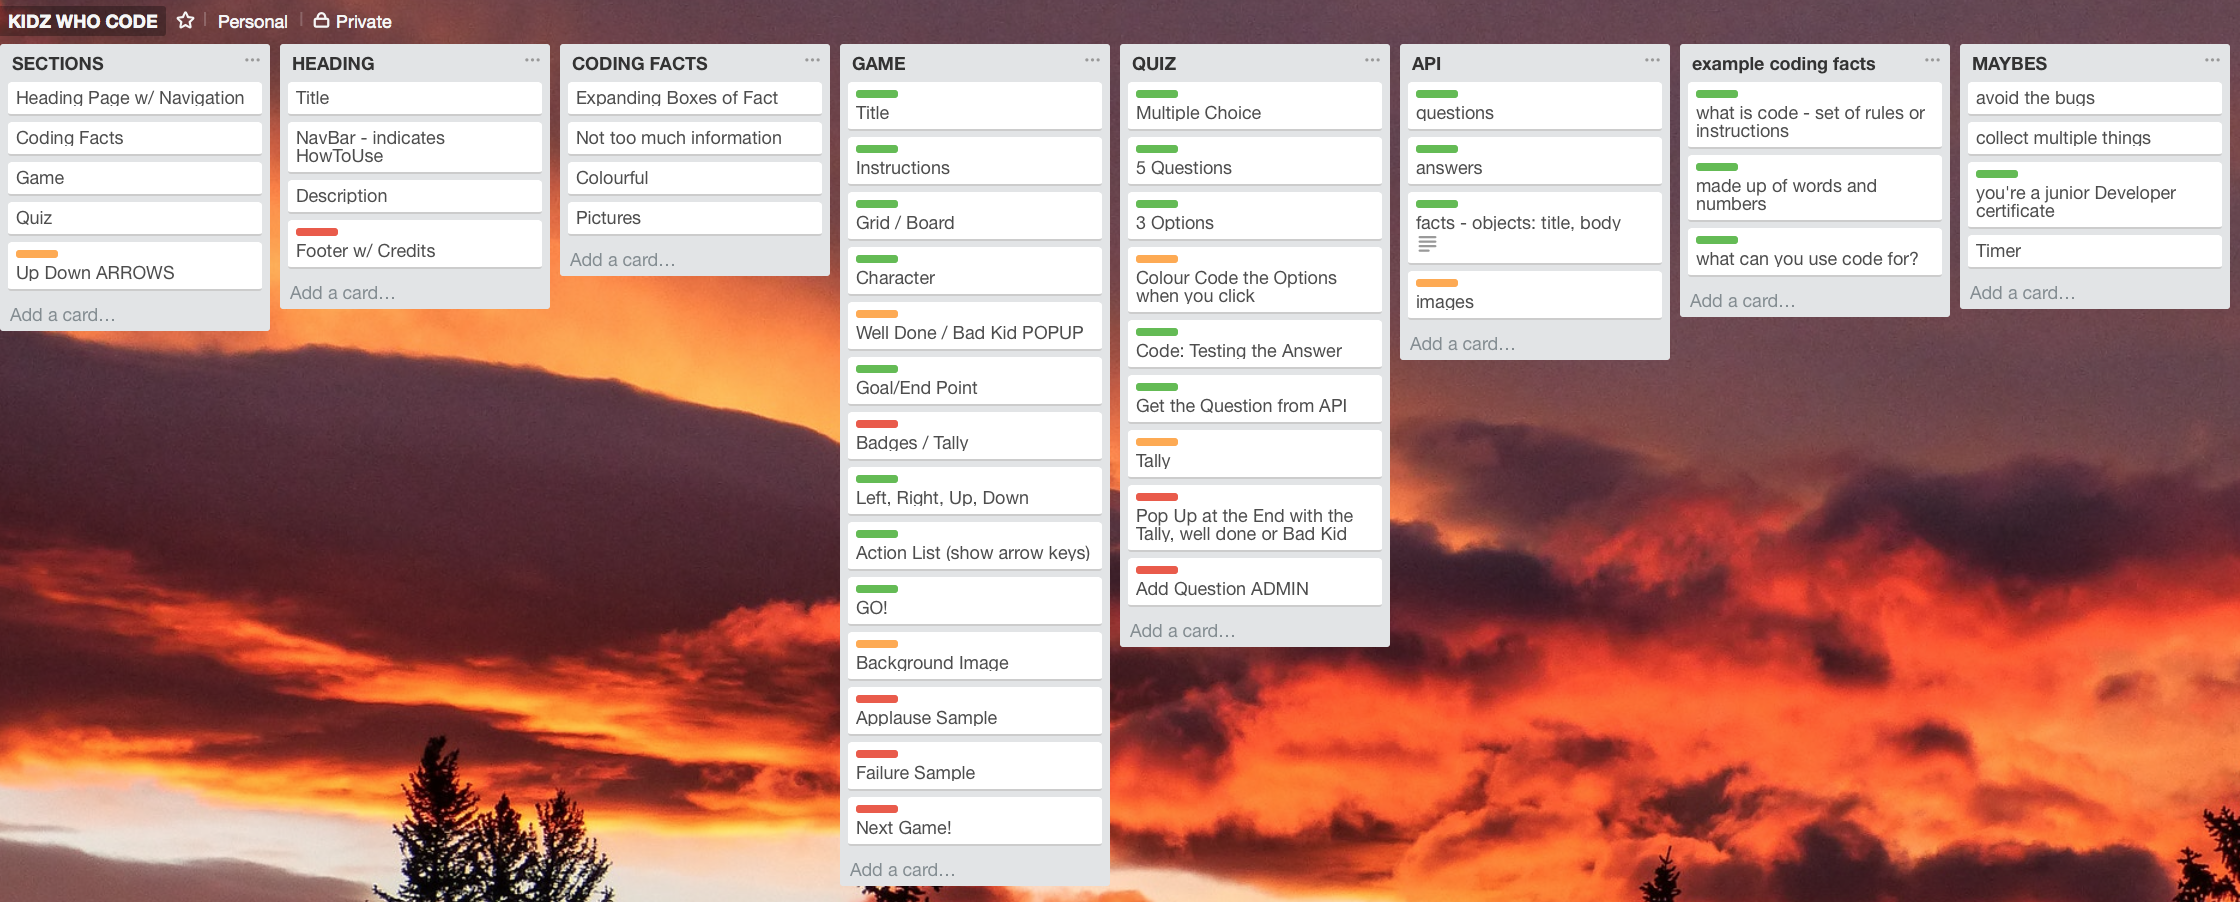 KIDZ WHO CODE Personal Private
SECTIONS
Heading Page w/ Navigation
Coding Facts
Game
Quiz
Up Down ARROWS
Add a card…
HEADING
Title
NavBar - indicates
HowToUse
Description
Footer w/ Credits
Add a card…
CODING FACTS
Expanding Boxes of Fact
Not too much information
Colourful
Pictures
Add a card…
GAME
Title
Instructions
Grid / Board
Character
Well Done / Bad Kid POPUP
Goal/End Point
Badges / Tally
Left, Right, Up, Down
Action List (show arrow keys)
GO!
Background Image
Applause Sample
Failure Sample
Next Game!
Add a card…
QUIZ
Multiple Choice
5 Questions
3 Options
Colour Code the Options
when you click
Code: Testing the Answer
Get the Question from API
Tally
Pop Up at the End with the
Tally, well done or Bad Kid
Add Question ADMIN
Add a card…
API
questions
answers
facts - objects: title, body
images
Add a card…
example coding facts
what is code - set of rules or
instructions
made up of words and
numbers
what can you use code for?
Add a card…
MAYBES
avoid the bugs
collect multiple things
you're a junior Developer
certificate
Timer
Add a card…